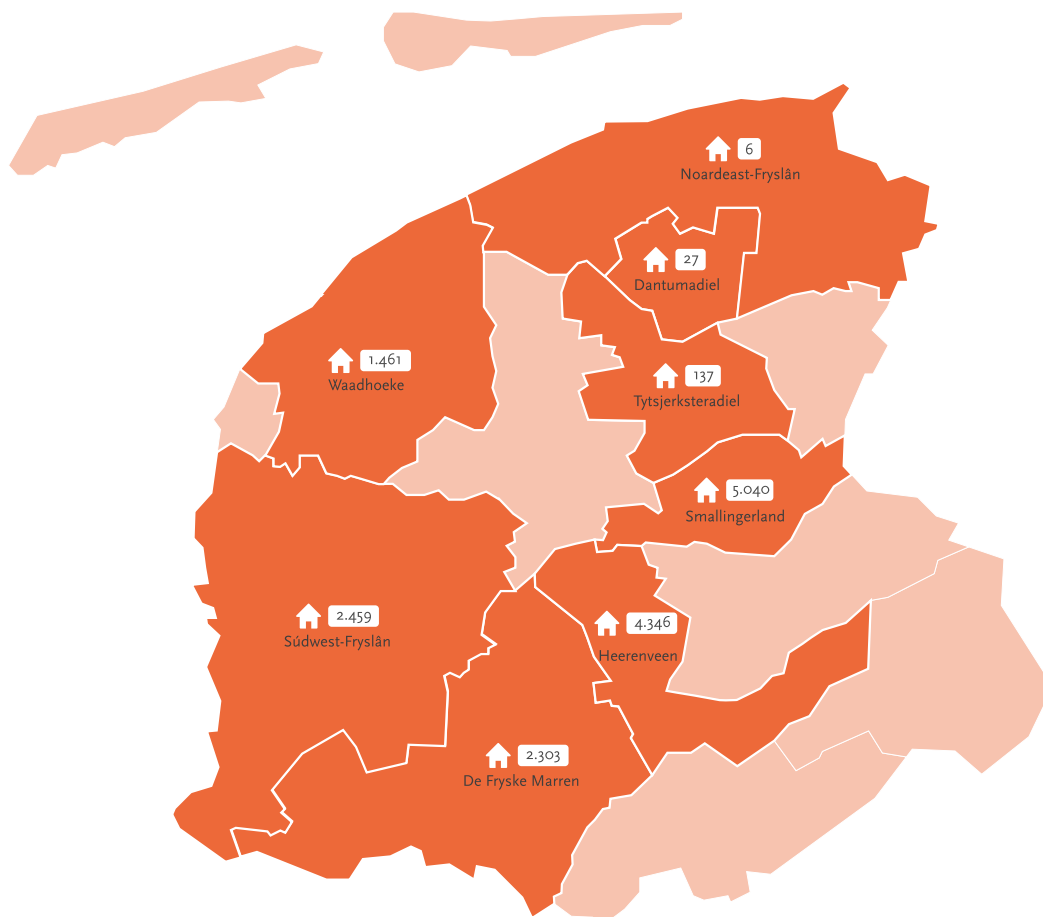 6
Noardeast-Fryslân
27
Dantumadiel
1.461
Waadhoeke
137
Tytsjerksteradiel
5.040
Smallingerland
2.459
Súdwest-Fryslân
4.346
Heerenveen
2.303
De Fryske Marren